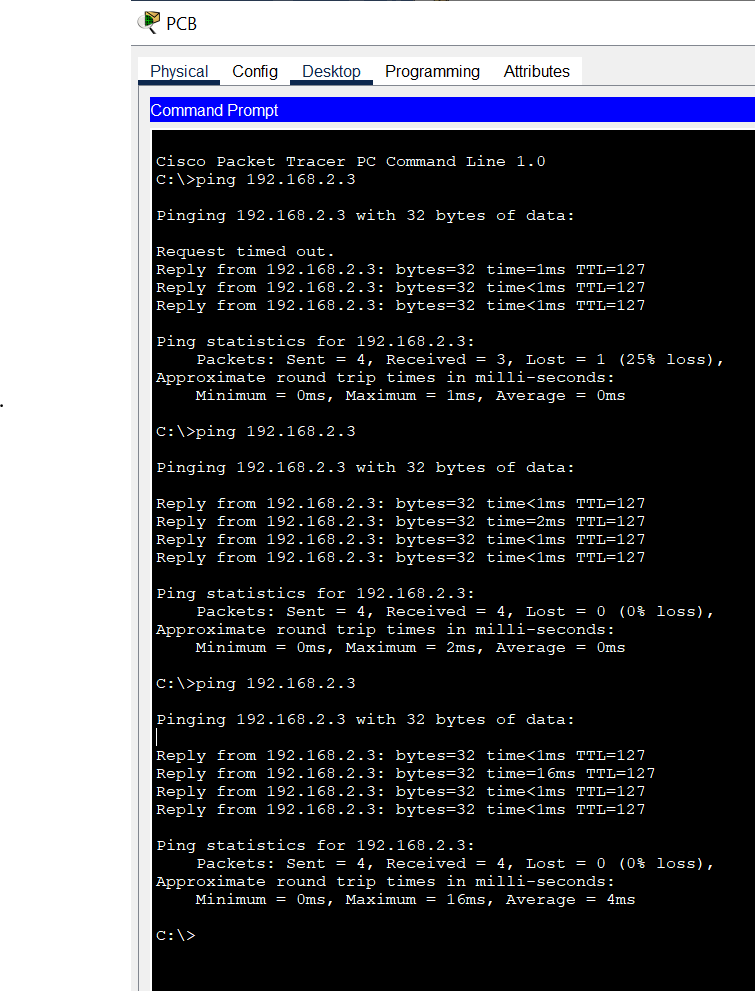 PCB
Physical Config Desktop Programming Attributes
Command Prompt
Cisco Packet Tracer PC Command Line 1.0
C:\>ping 192.168.2.3
Pinging 192.168.2.3 with 32 bytes of data:
Request timed out.
Reply from 192.168.2.3: bytes=32 time=1ms TTL=127
Reply from 192.168.2.3: bytes=32 time<1ms TTL=127
Reply from 192.168.2.3: bytes=32 time<1ms TTL=127
Ping statistics for 192.168.2.3:
Packets: Sent = 4, Received = 3, Lost = 1 (25% loss),
Approximate round trip times in milli-seconds:
Minimum = 0ms, Maximum = 1ms, Average = 0ms
C:\>ping 192.168.2.3
Pinging 192.168.2.3 with 32 bytes of data:
Reply from 192.168.2.3: bytes=32 time<1ms TTL=127
Reply from 192.168.2.3: bytes=32 time=2ms TTL=127
Reply from 192.168.2.3: bytes=32 time<1ms TTL=127
Reply from 192.168.2.3: bytes=32 time<1ms TTL=127
Ping statistics for 192.168.2.3:
Packets: Sent = 4, Received = 4, Lost = 0 (0% loss),
Approximate round trip times in milli-seconds:
Minimum = 0ms, Maximum = 2ms, Average = 0ms
C:\>ping 192.168.2.3
Pinging 192.168.2.3 with 32 bytes of data:
Reply from 192.168.2.3: bytes=32 time<1ms TTL=127
Reply from 192.168.2.3: bytes=32 time=16ms TTL=127
Reply from 192.168.2.3: bytes=32 time<1ms TTL=127
Reply from 192.168.2.3: bytes=32 time<1ms TTL=127
Ping statistics for 192.168.2.3:
Packets: Sent = 4, Received = 4, Lost = 0 (0% loss),
Approximate round trip times in milli-seconds:
Minimum = 0ms, Maximum = 16ms, Average = 4ms
C:\>